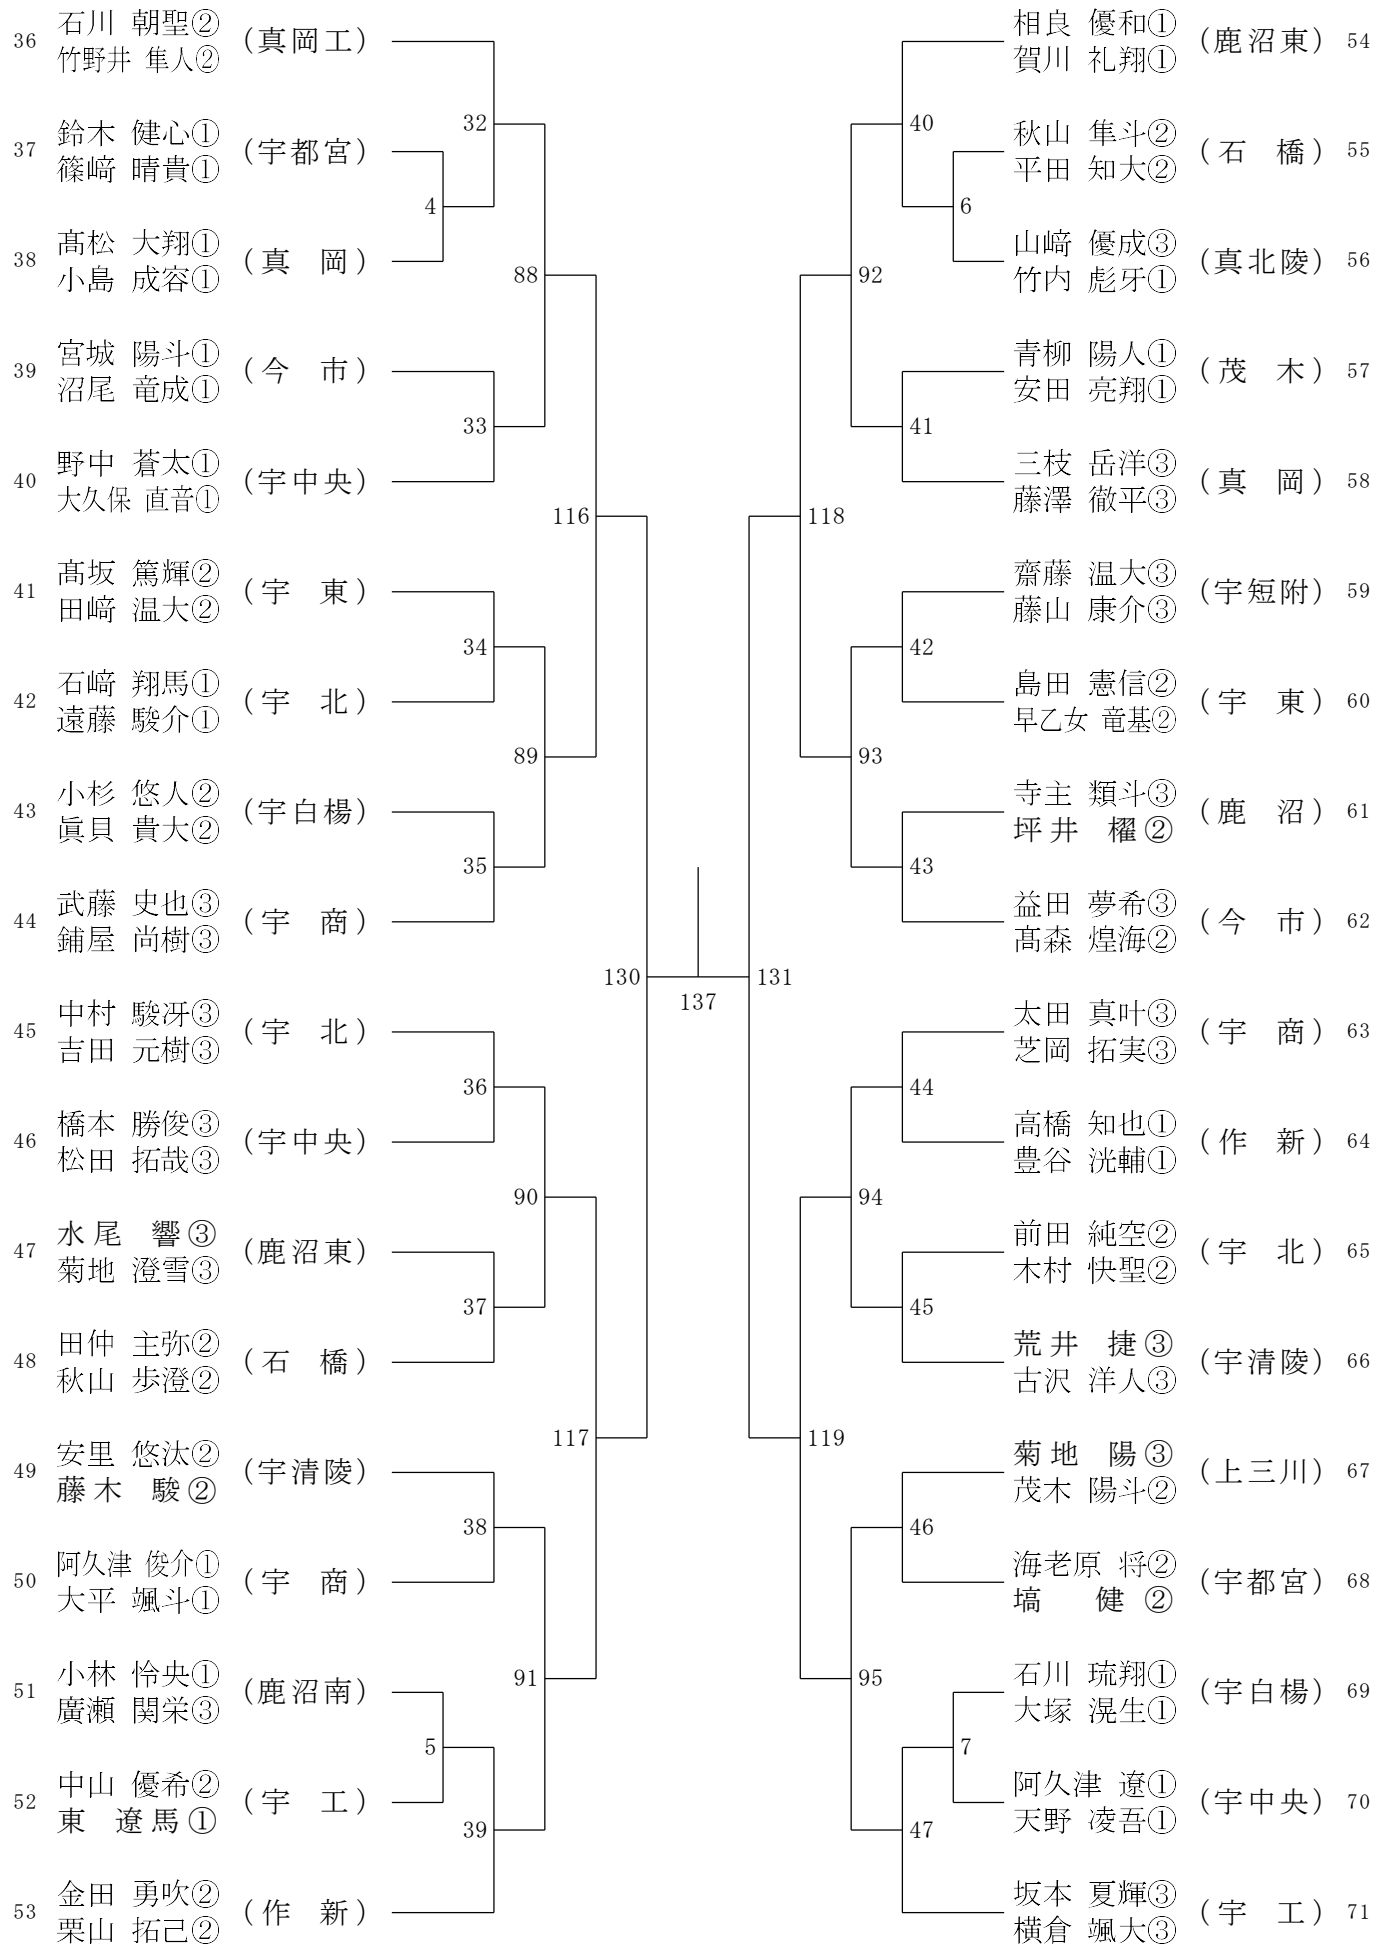 36 石川 朝聖② (真岡工)
竹野井 隼人②
32
37 鈴木 健心① (宇都宮)
篠﨑 晴貴①
4
38 髙松 大翔① (真 岡)
小島 成容①
88
39 宮城 陽斗① (今 市)
沼尾 竜成①
33
40 野中 蒼太① (宇中央)
大久保 直音①
116
41 髙坂 篤輝② (宇 東)
田﨑 温大②
34
42 石﨑 翔馬① (宇 北)
遠藤 駿介①
89
43 小杉 悠人② (宇白楊)
眞貝 貴大②
35
44 武藤 史也③ (宇 商)
鋪屋 尚樹③
130
45 中村 駿冴③ (宇 北)
吉田 元樹③
36
46 橋本 勝俊③ (宇中央)
松田 拓哉③
90
47 水尾 響③ (鹿沼東)
菊地 澄雪③
37
48 田仲 主弥② (石 橋)
秋山 歩澄②
117
49 安里 悠汰② (宇清陵)
藤木 駿②
38
50 阿久津 俊介① (宇 商)
大平 颯斗①
91
51 小林 怜央① (鹿沼南)
廣瀬 関栄③
5
52 中山 優希② (宇 工)
東 遼馬①
39
53 金田 勇吹② (作 新)
栗山 拓己②
137
相良 優和① (鹿沼東) 54
賀川 礼翔①
40
秋山 隼斗② (石 橋) 55
平田 知大②
6
山﨑 優成③ (真北陵) 56
竹内 彪牙①
92
青柳 陽人① (茂 木) 57
安田 亮翔①
41
三枝 岳洋③ (真 岡) 58
藤澤 徹平③
118
齋藤 温大③ (宇短附) 59
藤山 康介③
42
島田 憲信② (宇 東) 60
早乙女 竜基②
93
寺主 類斗③ (鹿 沼) 61
坪井 櫂②
43
益田 夢希③ (今 市) 62
髙森 煌海②
131
太田 真叶③ (宇 商) 63
芝岡 拓実③
44
高橋 知也① (作 新) 64
豊谷 洸輔①
94
前田 純空② (宇 北) 65
木村 快聖②
45
荒井 捷③ (宇清陵) 66
古沢 洋人③
119
菊地 陽③ (上三川) 67
茂木 陽斗②
46
海老原 将② (宇都宮) 68
塙 健②
95
石川 琉翔① (宇白楊) 69
大塚 滉生①
7
阿久津 遼① (宇中央) 70
天野 凌吾①
47
坂本 夏輝③ (宇 工) 71
横倉 颯大③